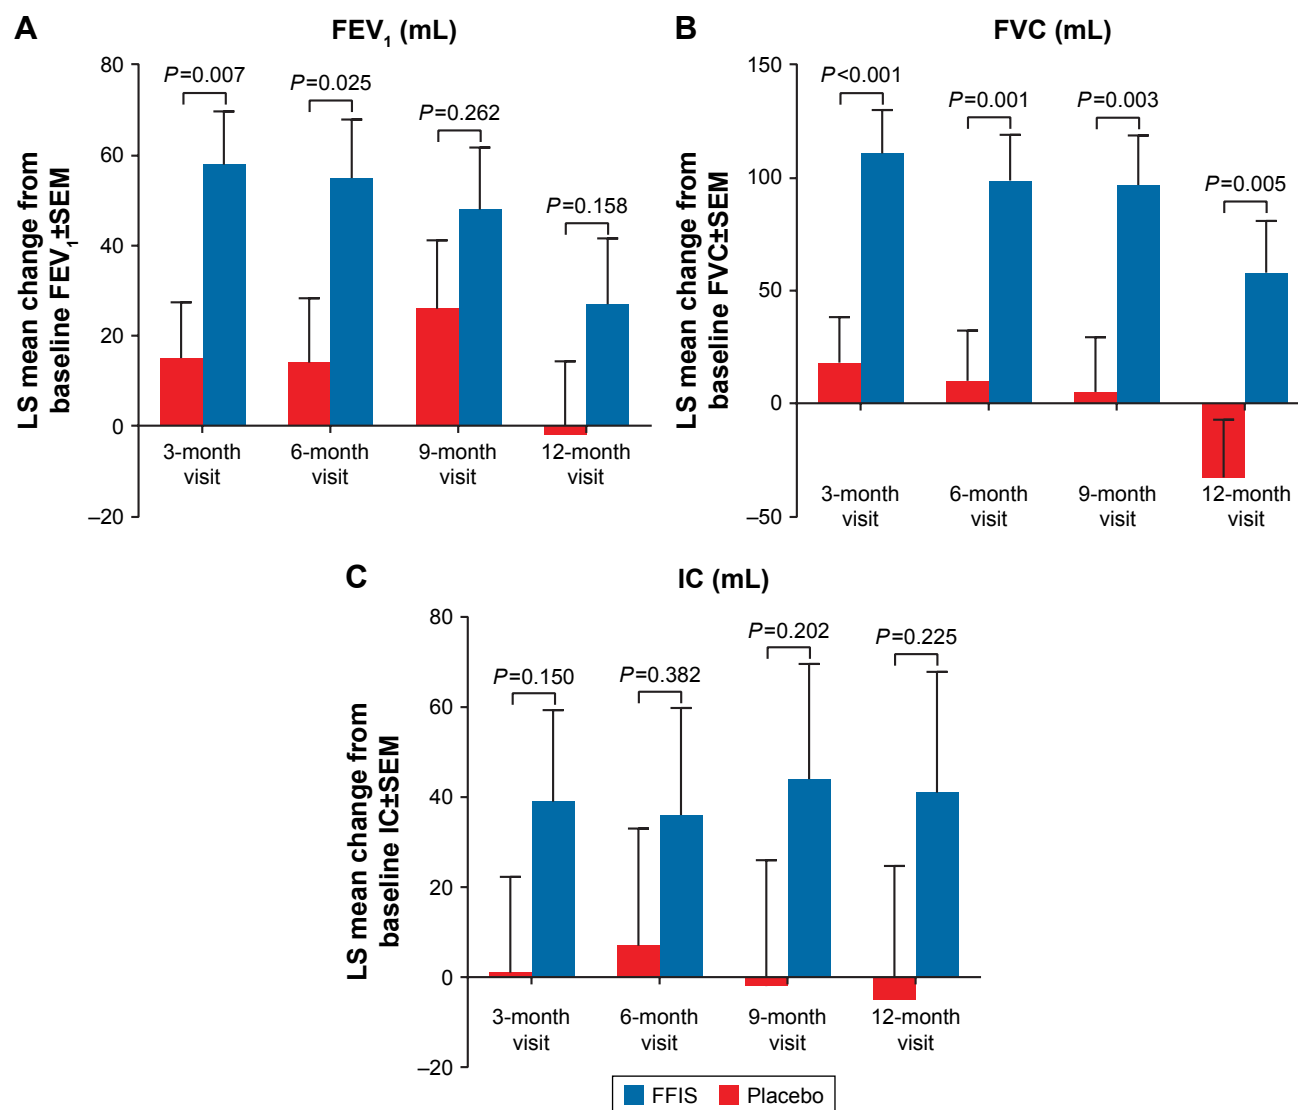 A
FEV1 (mL)
LS mean change from
baseline FEV1±SEM
80
60
40
20
0
–20
P=0.007
P=0.025
P=0.262
P=0.158
3-month
visit
6-month
visit
9-month
visit
12-month
visit
B
FVC (mL)
LS mean change from
baseline FVC±SEM
150
100
50
0
–50
P<0.001
P=0.001
P=0.003
P=0.005
3-month
visit
6-month
visit
9-month
visit
12-month
visit
C
IC (mL)
LS mean change from
baseline IC±SEM
80
60
40
20
0
–20
P=0.150
P=0.382
P=0.202
P=0.225
3-month
visit
6-month
visit
9-month
visit
12-month
visit
FFIS
Placebo